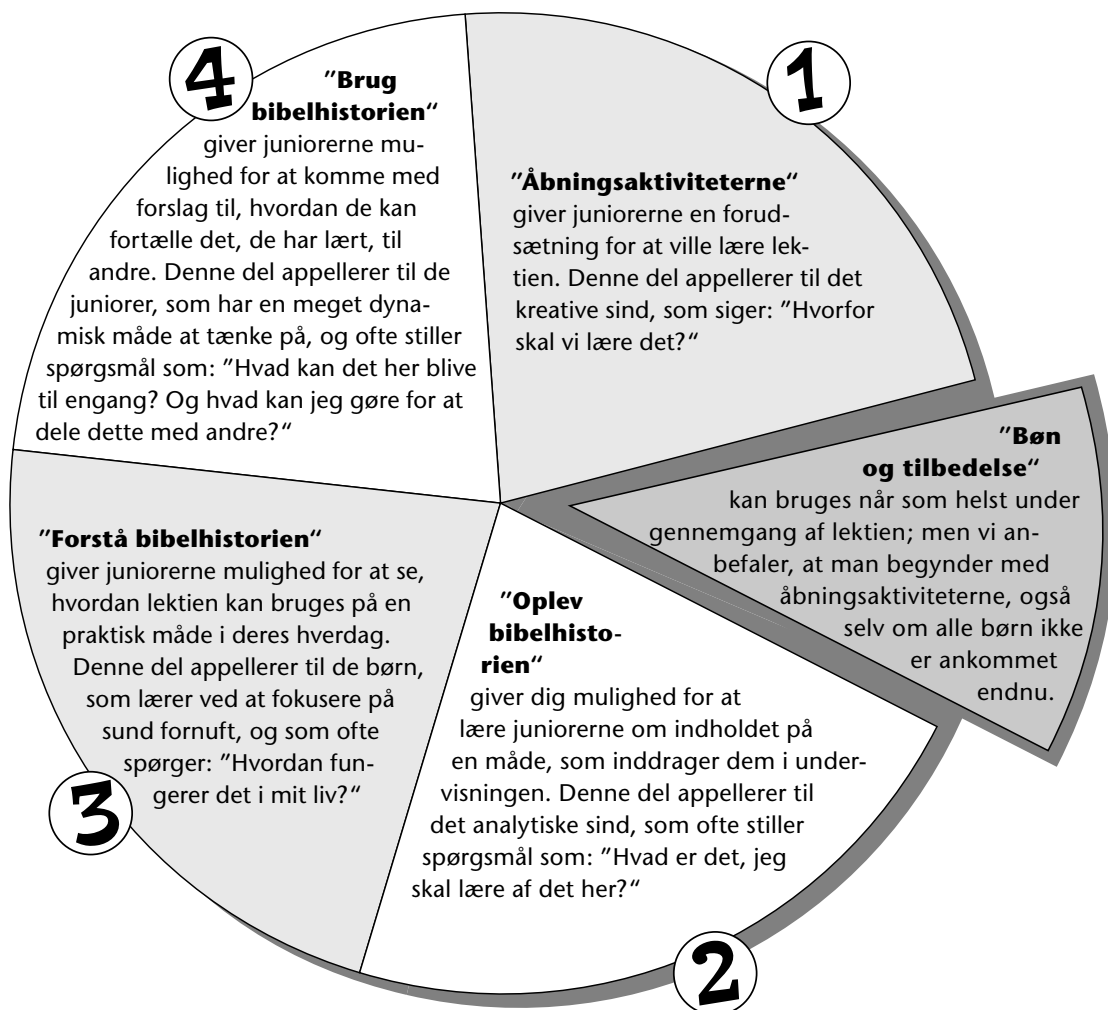 1
"Åbningsaktiviteterne“
giver juniorerne en forud-
sætning for at ville lære lek-
tien. Denne del appellerer til det
kreative sind, som siger: "Hvorfor
skal vi lære det?“
"Bøn
og tilbedelse“
kan bruges når som helst under
gennemgang af lektien; men vi an-
befaler, at man begynder med
åbningsaktiviteterne, også
selv om alle børn ikke
er ankommet
endnu.
2
"Oplev
bibelhisto-
rien“
giver dig mulighed for at
lære juniorerne om indholdet på
en måde, som inddrager dem i under-
visningen. Denne del appellerer til
det analytiske sind, som ofte stiller
spørgsmål som: "Hvad er det, jeg
skal lære af det her?“
3
"Forstå bibelhistorien“
giver juniorerne mulighed for at se,
hvordan lektien kan bruges på en
praktisk måde i deres hverdag.
Denne del appellerer til de børn,
som lærer ved at fokusere på
sund fornuft, og som ofte
spørger: "Hvordan fun-
gerer det i mit liv?“
4
"Brug
bibelhistorien“
giver juniorerne mu-
lighed for at komme med
forslag til, hvordan de kan
fortælle det, de har lært, til
andre. Denne del appellerer til de
juniorer, som har en meget dyna-
misk måde at tænke på, og ofte stiller
spørgsmål som: "Hvad kan det her blive
til engang? Og hvad kan jeg gøre for at
dele dette med andre?“